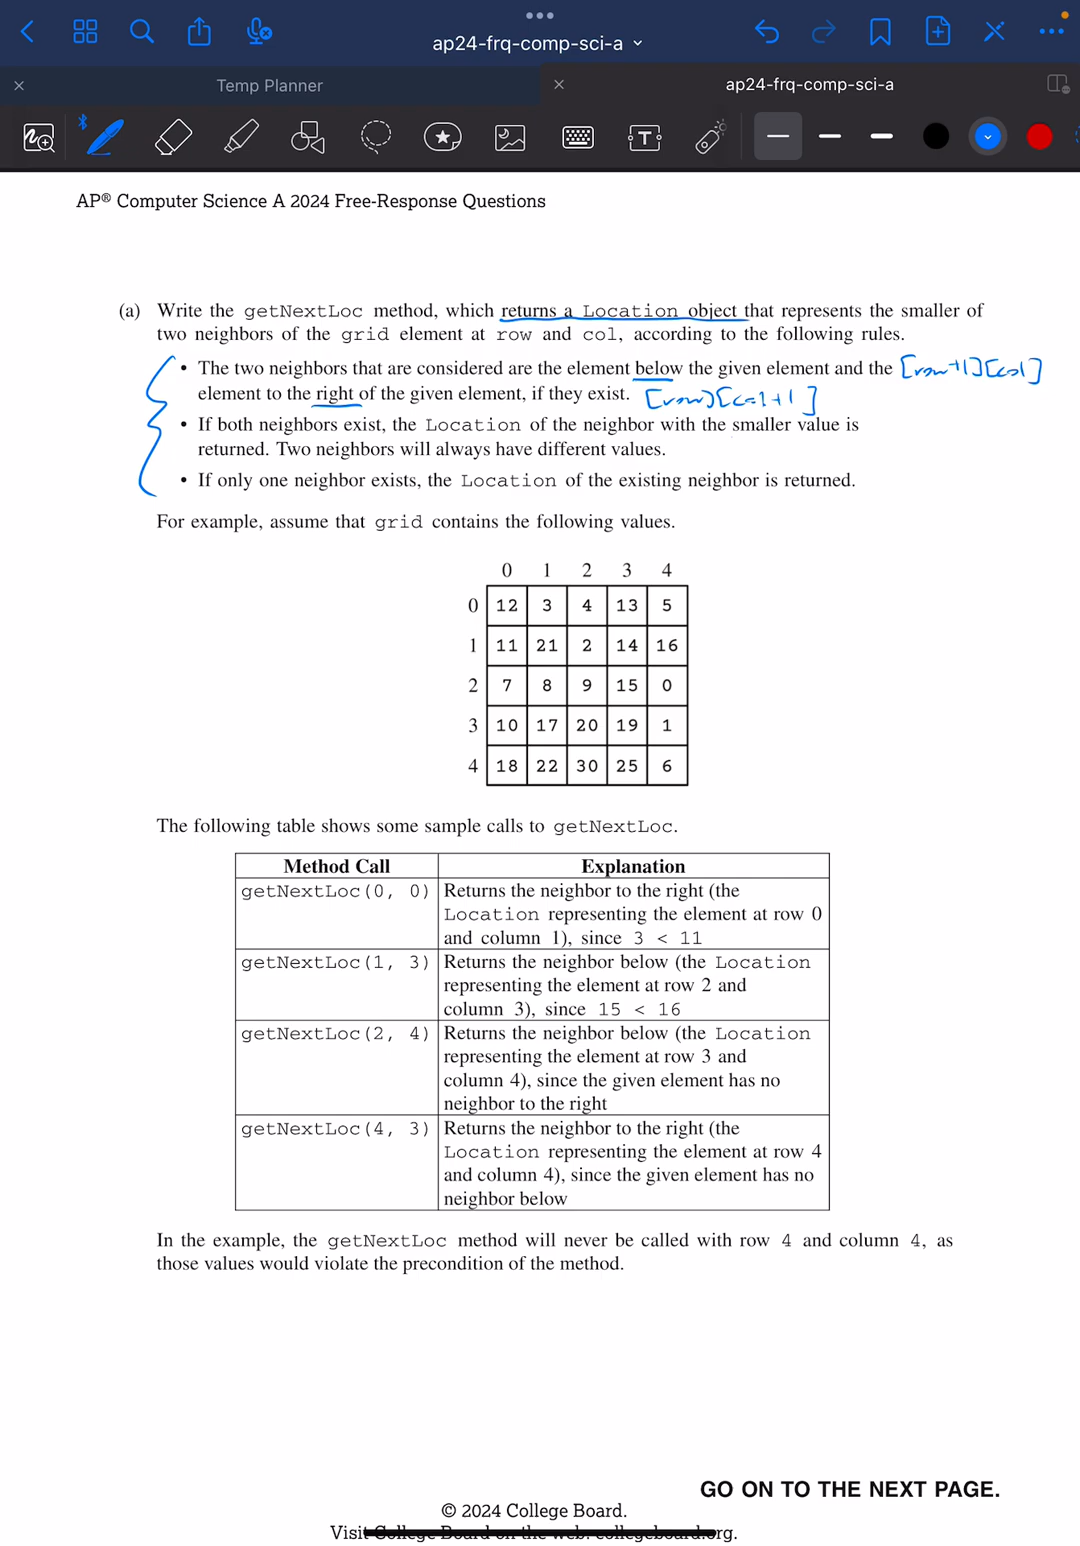 ap24-frq-comp-sci-a
Temp Planner
ap24-frq-comp-sci-a
AP® Computer Science A 2024 Free-Response Questions
(a) Write the getNextLoc method, which returns a Location object that represents the smaller of
two neighbors of the grid element at row and col, according to the following rules.
• The two neighbors that are considered are the element below the given element and the [row+1][col]
element to the right of the given element, if they exist. [row][col+1]
• If both neighbors exist, the Location of the neighbor with the smaller value is
returned. Two neighbors will always have different values.
• If only one neighbor exists, the Location of the existing neighbor is returned.
For example, assume that grid contains the following values.
0 1 2 3 4
0 12 3 4 13 5
1 11 21 2 14 16
2 7 8 9 15 0
3 10 17 20 19 1
4 18 22 30 25 6
The following table shows some sample calls to getNextLoc.
Method Call Explanation
getNextLoc(0, 0) Returns the neighbor to the right (the
Location representing the element at row 0
and column 1), since 3 < 11
getNextLoc(1, 3) Returns the neighbor below (the Location
representing the element at row 2 and
column 3), since 15 < 16
getNextLoc(2, 4) Returns the neighbor below (the Location
representing the element at row 3 and
column 4), since the given element has no
neighbor to the right
getNextLoc(4, 3) Returns the neighbor to the right (the
Location representing the element at row 4
and column 4), since the given element has no
neighbor below
In the example, the getNextLoc method will never be called with row 4 and column 4, as
those values would violate the precondition of the method.
GO ON TO THE NEXT PAGE.
© 2024 College Board.
Visit College Board on the web: collegeboard.org.